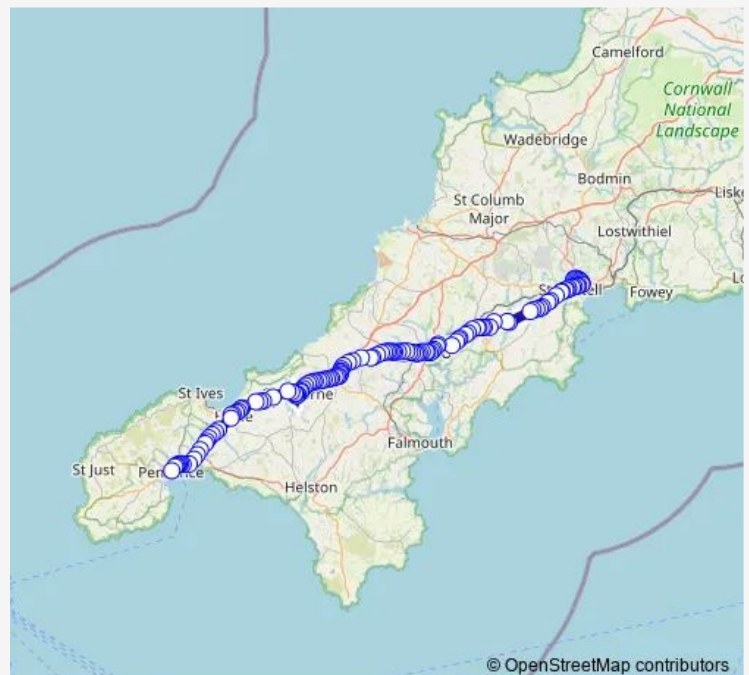 Camelford
Cornwall
National
Landscape
Wadebridge
Bodmin
St Columb
Major
Lostwithiel
Fowey
St Ives
Falmouth
St Just
Helston
© OpenStreetMap contributors